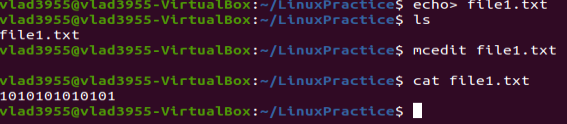 vlad3955@vlad3955-VirtualBox:~/LinuxPractice$ echo> file1.txt
vlad3955@vlad3955-VirtualBox:~/LinuxPractice$ ls
file1.txt
vlad3955@vlad3955-VirtualBox:~/LinuxPractice$ mcedit file1.txt
vlad3955@vlad3955-VirtualBox:~/LinuxPractice$ cat file1.txt
1010101010101
vlad3955@vlad3955-VirtualBox:~/LinuxPractice$